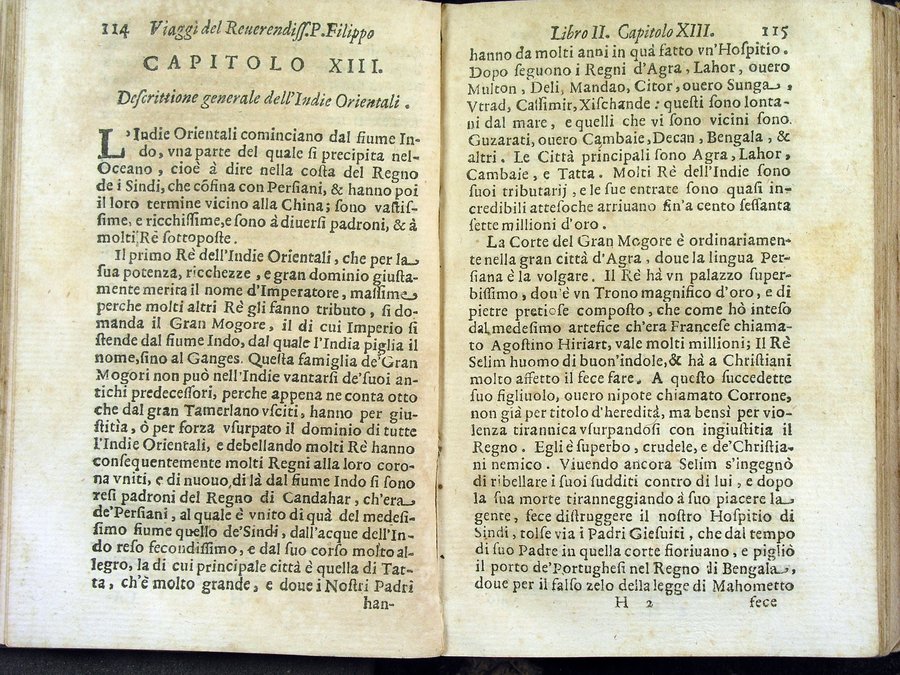 114 Viaggi del Reuerendiſſ. P. Filippo
CAPITOLO XIII.
Deſcrittione generale dell'Indie Orientali.
L'Indie Orientali cominciano dal fiume In-
do, vna parte del quale ſi precipita nel-
Oceano, cioè à dire nella coſta del Regno
de i Sindi, che cõfina con Perſiani, & hanno poi
il loro termine vicino alla China; ſono vaſtiſ-
ſime, e ricchiſſime, e ſono à diuerſi padroni, & à
molti Rè ſottopoſte.
Il primo Rè dell'Indie Orientali, che per la
ſua potenza, ricchezze, e gran dominio giuſta-
mente merita il nome d'Imperatore, maſſime
perche molti altri Rè gli fanno tributo, ſi do-
manda il Gran Mogore, il di cui Imperio ſi
ſtende dal fiume Indo, dal quale l'India piglia il
nome, ſino al Ganges. Queſta famiglia de'Gran
Mogori non può nell'Indie vantarſi de'ſuoi an-
tichi predeceſſori, perche appena ne conta otto
che dal gran Tamerlano vſciti, hanno per giu-
ſtitia, ò per forza vſurpato il dominio di tutte
l'Indie Orientali, e debellando molti Rè hanno
conſequentemente molti Regni alla loro coro-
na vniti, e di nuouo, di là dal fiume Indo ſi ſono
reſi padroni del Regno di Candahar, ch'era
de'Perſiani, al quale è vnito di quà del medeſi-
ſimo fiume quello de'Sindi, dall'acque dell'In-
do reſo fecondiſſimo, e dal ſuo corſo molto al-
legro, la di cui principale città è quella di Tat-
ta, ch'è molto grande, e doue i Noſtri Padri
han-
Libro II. Capitolo XIII. 115
hanno da molti anni in quà fatto vn'Hoſpitio.
Dopo ſeguono i Regni d'Agra, Lahor, ouero
Multon, Deli, Mandao, Citor, ouero Sunga,
Vtrad, Caſſimir, Xiſchande: queſti ſono lonta-
ni dal mare, e quelli che vi ſono vicini ſono
Guzarati, ouero Cambaie, Decan, Bengala, &
altri. Le Città principali ſono Agra, Lahor,
Cambaie, e Tatta. Molti Rè dell'Indie ſono
ſuoi tributarij, e le ſue entrate ſono quaſi in-
credibili atteſoche arriuano fin'a cento ſeſſanta
ſette millioni d'oro.
La Corte del Gran Mogore è ordinariamen-
te nella gran città d'Agra, doue la lingua Per-
ſiana è la volgare. Il Rè hà vn palazzo ſuper-
biſſimo, dou'è vn Trono magnifico d'oro, e di
pietre pretioſe compoſto, che come hò inteſo
dal medeſimo artefice ch'era Franceſe chiama-
to Agoſtino Hiriart, vale molti millioni; Il Rè
Selim huomo di buon'indole, & hà a Chriſtiani
molto affetto il fece fare. A queſto ſuccedette
ſuo figliuolo, ouero nipote chiamato Corrone,
non già per titolo d'heredità, ma bensì per vio-
lenza tirannica vſurpandoſi con ingiuſtitia il
Regno. Egli è ſuperbo, crudele, e de'Chriſtia-
ni nemico. Viuendo ancora Selim s'ingegnò
di ribellare i ſuoi ſudditi contro di lui, e dopo
la ſua morte tiranneggiando à ſuo piacere la
gente, fece diſtruggere il noſtro Hoſpitio di
Sindi, tolſe via i Padri Gieſuiti, che dal tempo
di ſuo Padre in quella corte fioriuano, e pigliò
il porto de'Portugheſi nel Regno di Bengala,
doue per il falſo zelo della legge di Mahometto
H 2 fece